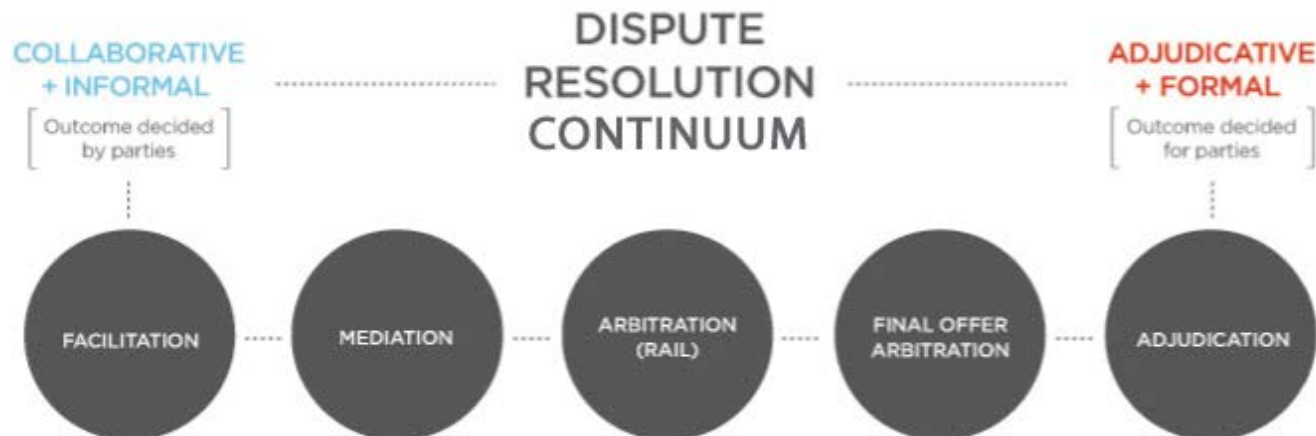 DISPUTE
RESOLUTION
CONTINUUM
COLLABORATIVE
+ INFORMAL
Outcome decided
by parties
ADJUDICATIVE
+ FORMAL
Outcome decided
for parties
FACILITATION
MEDIATION
ARBITRATION
(RAIL)
FINAL OFFER
ARBITRATION
ADJUDICATION